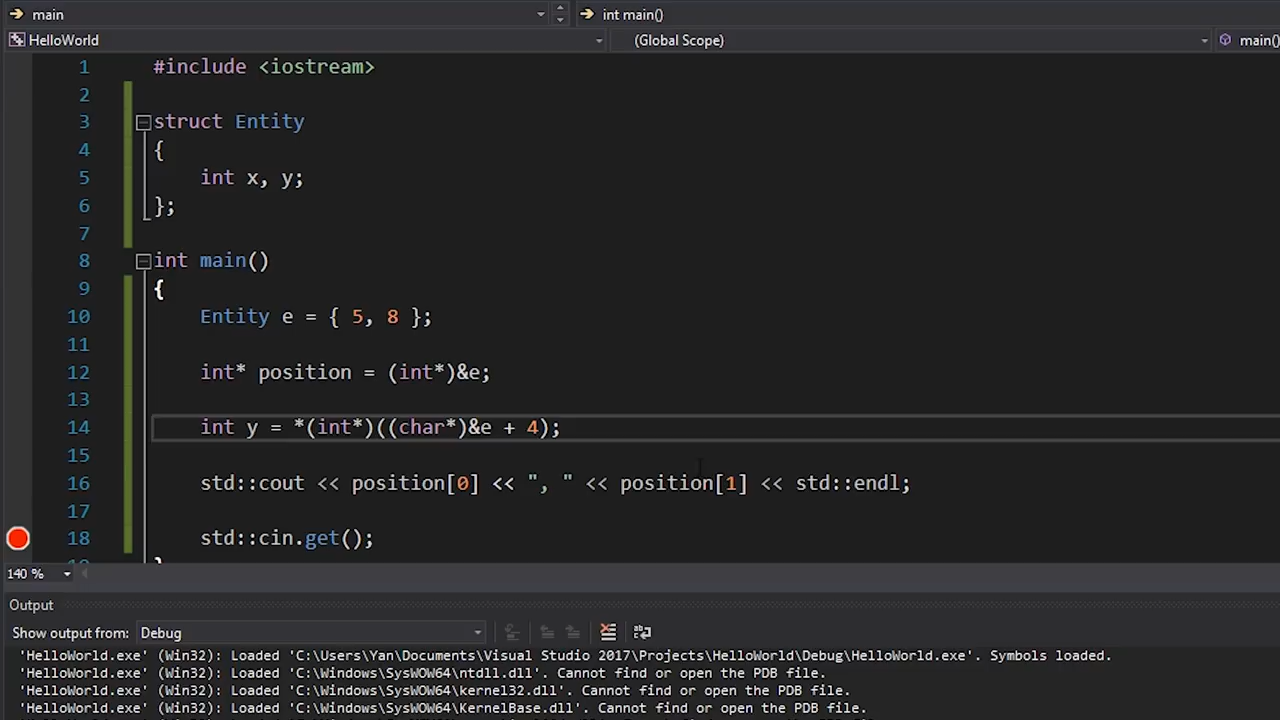 main int main()
HelloWorld (Global Scope) main()
1 #include <iostream>
2
3 struct Entity
4 {
5 int x, y;
6 };
7
8 int main()
9 {
10 Entity e = { 5, 8 };
11
12 int* position = (int*)&e;
13
14 int y = *(int*)((char*)&e + 4);
15
16 std::cout << position[0] << ", " << position[1] << std::endl;
17
18 std::cin.get();
19 }
140 %
Output
Show output from: Debug
'HelloWorld.exe' (Win32): Loaded 'C:\Users\Yan\Documents\Visual Studio 2017\Projects\HelloWorld\Debug\HelloWorld.exe'. Symbols loaded.
'HelloWorld.exe' (Win32): Loaded 'C:\Windows\SysWOW64\ntdll.dll'. Cannot find or open the PDB file.
'HelloWorld.exe' (Win32): Loaded 'C:\Windows\SysWOW64\kernel32.dll'. Cannot find or open the PDB file.
'HelloWorld.exe' (Win32): Loaded 'C:\Windows\SysWOW64\KernelBase.dll'. Cannot find or open the PDB file.